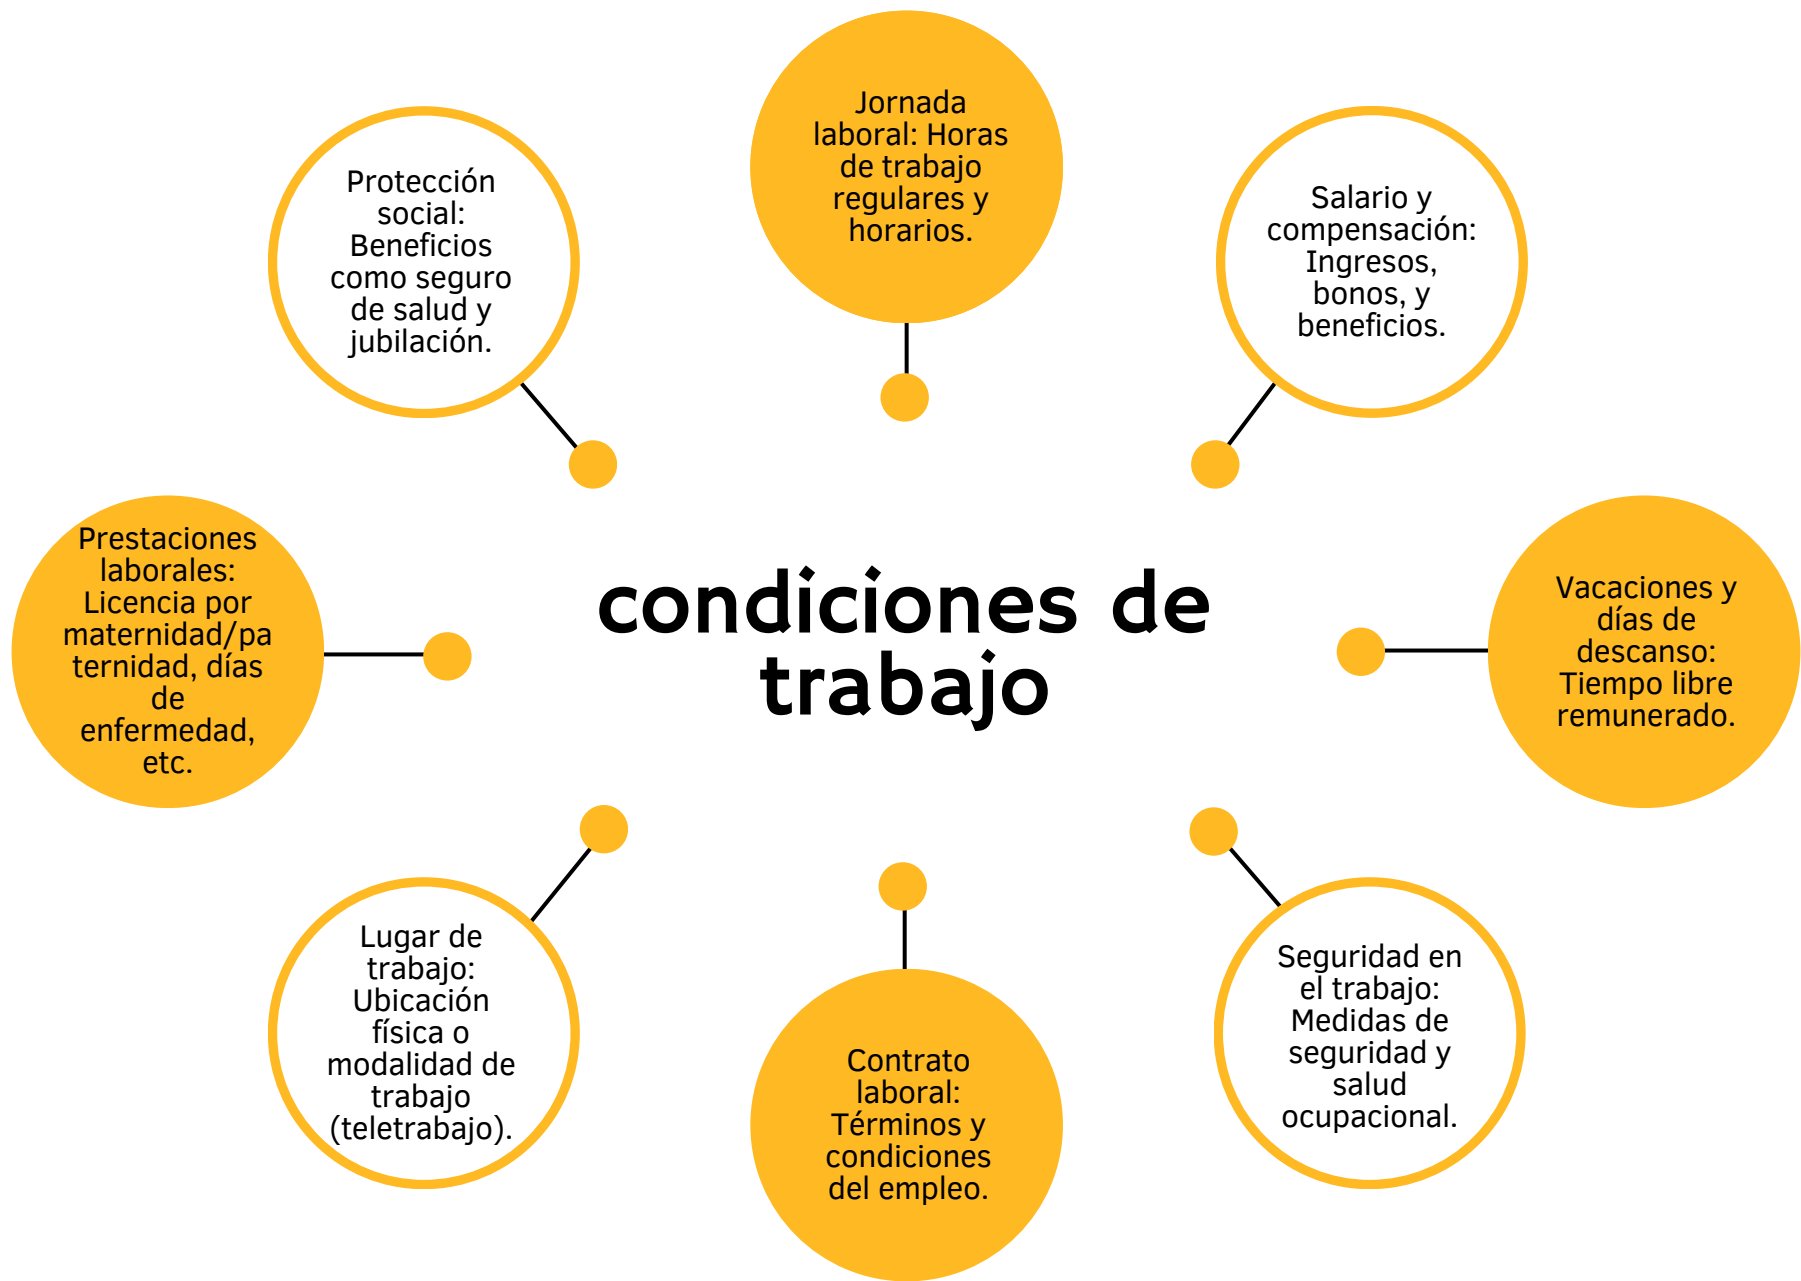 Jornada
laboral: Horas
de trabajo
regulares y
horarios.
Protección
social:
Beneficios
como seguro
de salud y
jubilación.
Salario y
compensación:
Ingresos,
bonos, y
beneficios.
Prestaciones
laborales:
Licencia por
maternidad/pa
ternidad, días
de
enfermedad,
etc.
condiciones de
trabajo
Vacaciones y
días de
descanso:
Tiempo libre
remunerado.
Lugar de
trabajo:
Ubicación
física o
modalidad de
trabajo
(teletrabajo).
Contrato
laboral:
Términos y
condiciones
del empleo.
Seguridad en
el trabajo:
Medidas de
seguridad y
salud
ocupacional.